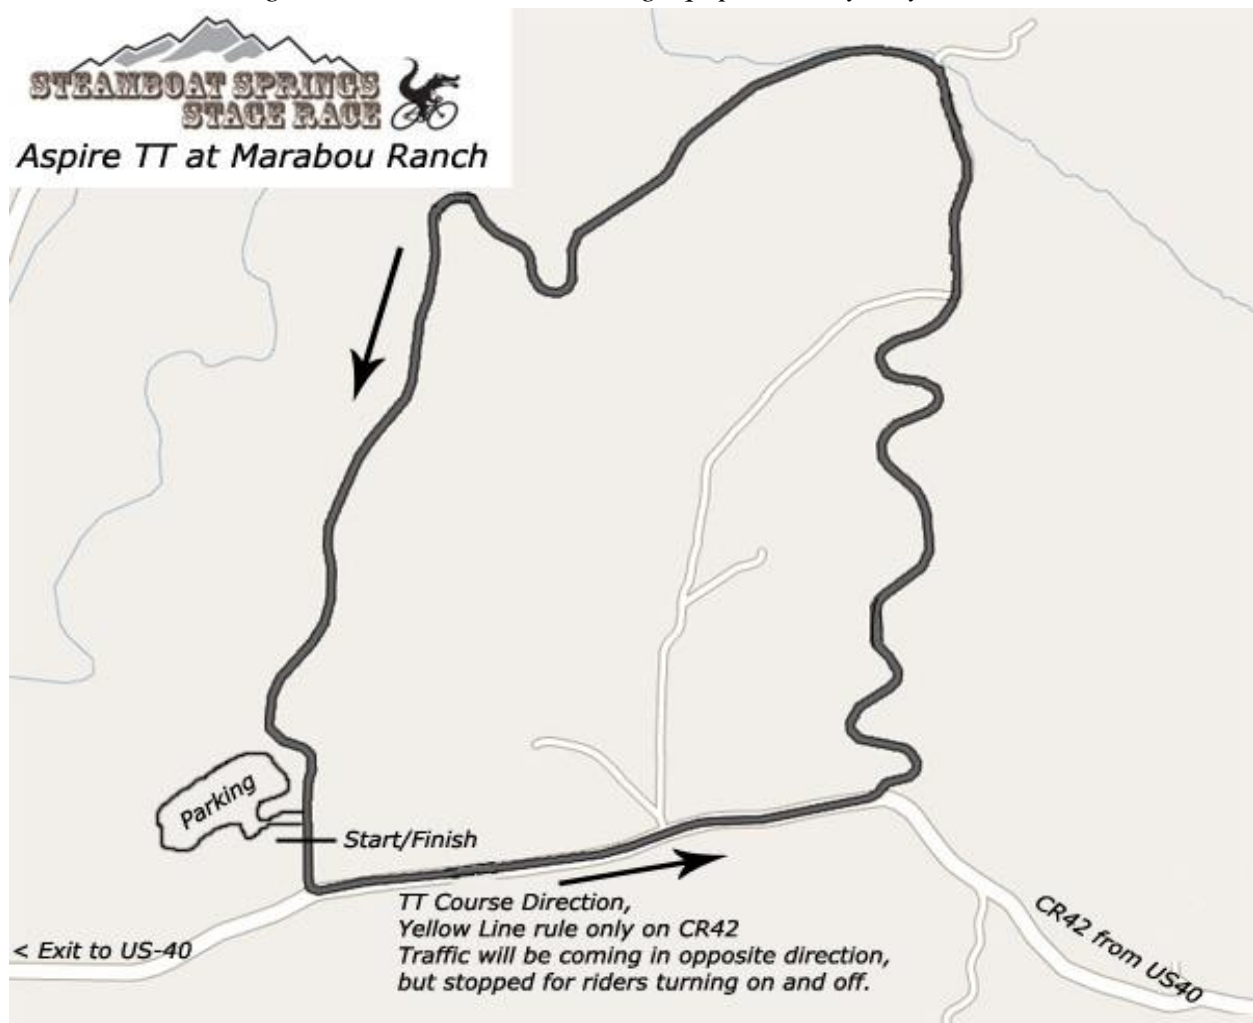 STEAMBOAT SPRINGS
STAGE RACE
Aspire TT at Marabou Ranch
Parking
Start/Finish
TT Course Direction,
Yellow Line rule only on CR42
Traffic will be coming in opposite direction,
but stopped for riders turning on and off.
< Exit to US-40
CR42 from US40